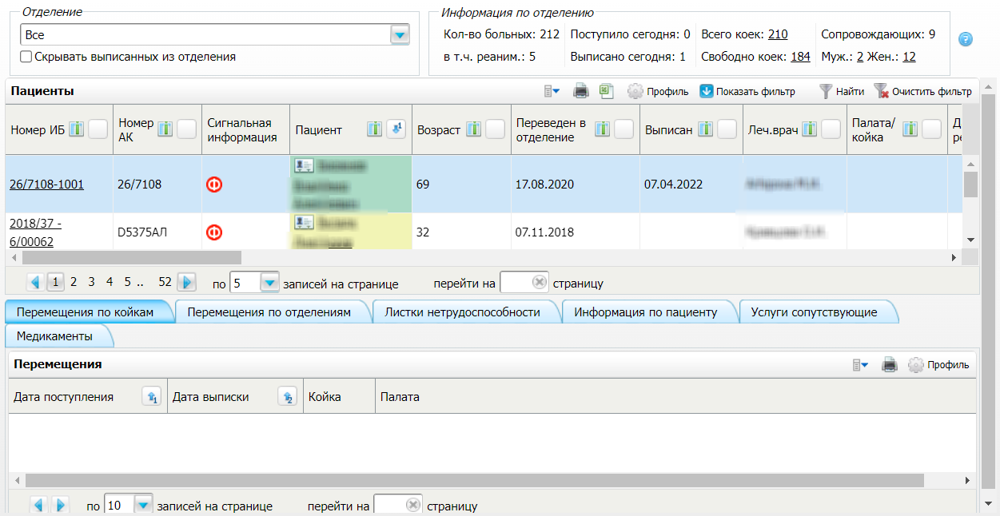 Отделение
Все
Скрывать выписанных из отделения
Информация по отделению
Кол-во больных: 212 Поступило сегодня: 0 Всего коек: 210 Сопровождающих: 9
в т.ч. реаним.: 5 Выписано сегодня: 1 Свободно коек: 184 Муж.: 2 Жен.: 12
Пациенты
Профиль Показать фильтр Найти Очистить фильтр
Номер ИБ
Номер
АК
Сигнальная
информация
Пациент
Возраст
Переведен в
отделение
Выписан
Леч.врач
Палата/
койка
26/7108-1001 26/7108 69 17.08.2020 07.04.2022
2018/37 -
6/00062
D5375АЛ 32 07.11.2018
1 2 3 4 5 .. 52 по 5 записей на странице перейти на страницу
Перемещения по койкам Перемещения по отделениям Листки нетрудоспособности Информация по пациенту Услуги сопутствующие
Медикаменты
Перемещения
Профиль
Дата поступления 1 Дата выписки 2 Койка Палата
по 10 записей на странице перейти на страницу